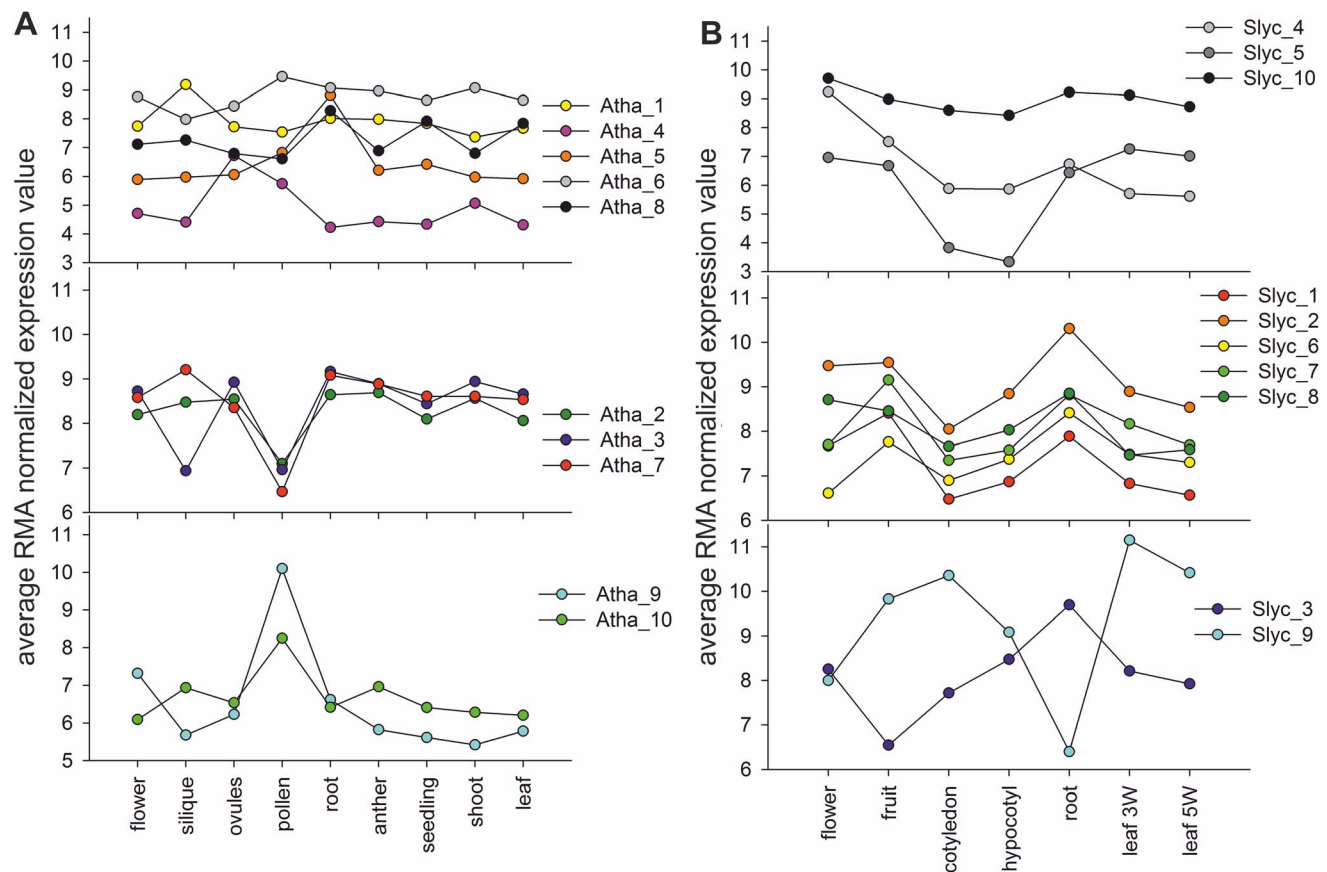 A
average RMA normalized expression value
11
10
9
8
7
6
5
4
3
Atha_1
Atha_4
Atha_5
Atha_6
Atha_8
11
10
9
8
7
6
Atha_2
Atha_3
Atha_7
11
10
9
8
7
6
5
Atha_9
Atha_10
flower
silique
ovules
pollen
root
anther
seedling
shoot
leaf
B
average RMA normalized expression value
11
10
9
8
7
6
5
4
3
Slyc_4
Slyc_5
Slyc_10
11
10
9
8
7
6
Slyc_1
Slyc_2
Slyc_6
Slyc_7
Slyc_8
11
10
9
8
7
6
Slyc_3
Slyc_9
flower
fruit
cotyledon
hypocotyl
root
leaf 3W
leaf 5W